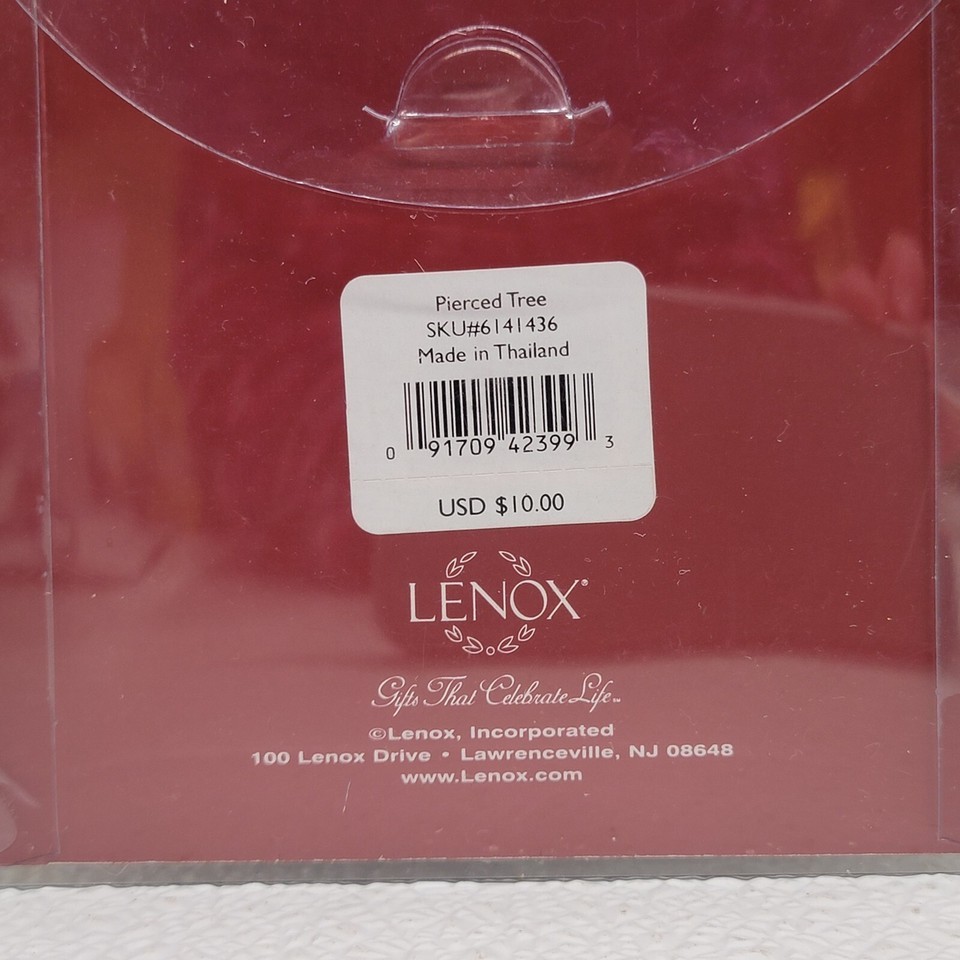 Pierced Tree
SKU#6141436
Made in Thailand
0 91709 42399 3
USD $10.00
LENOX®
Gifts That Celebrate Life™
©Lenox, Incorporated
100 Lenox Drive • Lawrenceville, NJ 08648
www.Lenox.com